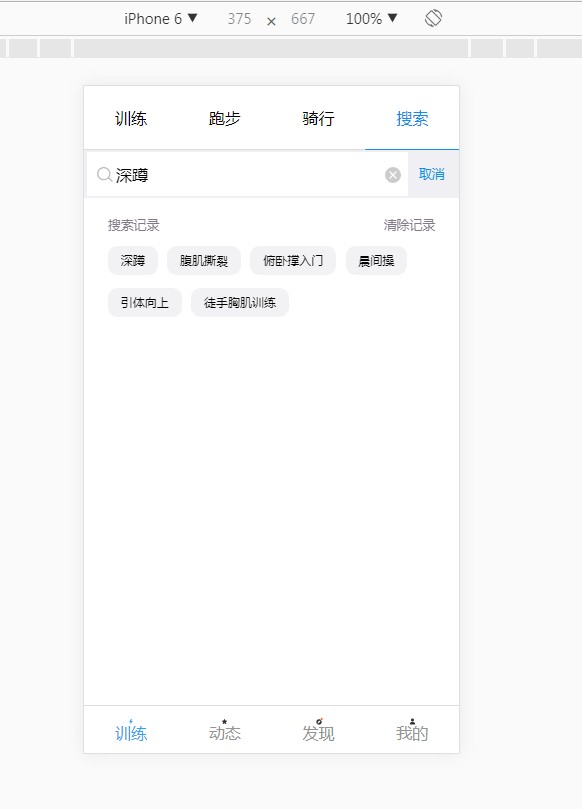 iPhone 6 ▼ 375 × 667 100% ▼
训练 跑步 骑行 搜索
深蹲 取消
搜索记录 清除记录
深蹲 腹肌撕裂 俯卧撑入门 晨间操
引体向上 徒手胸肌训练
训练 动态 发现 我的